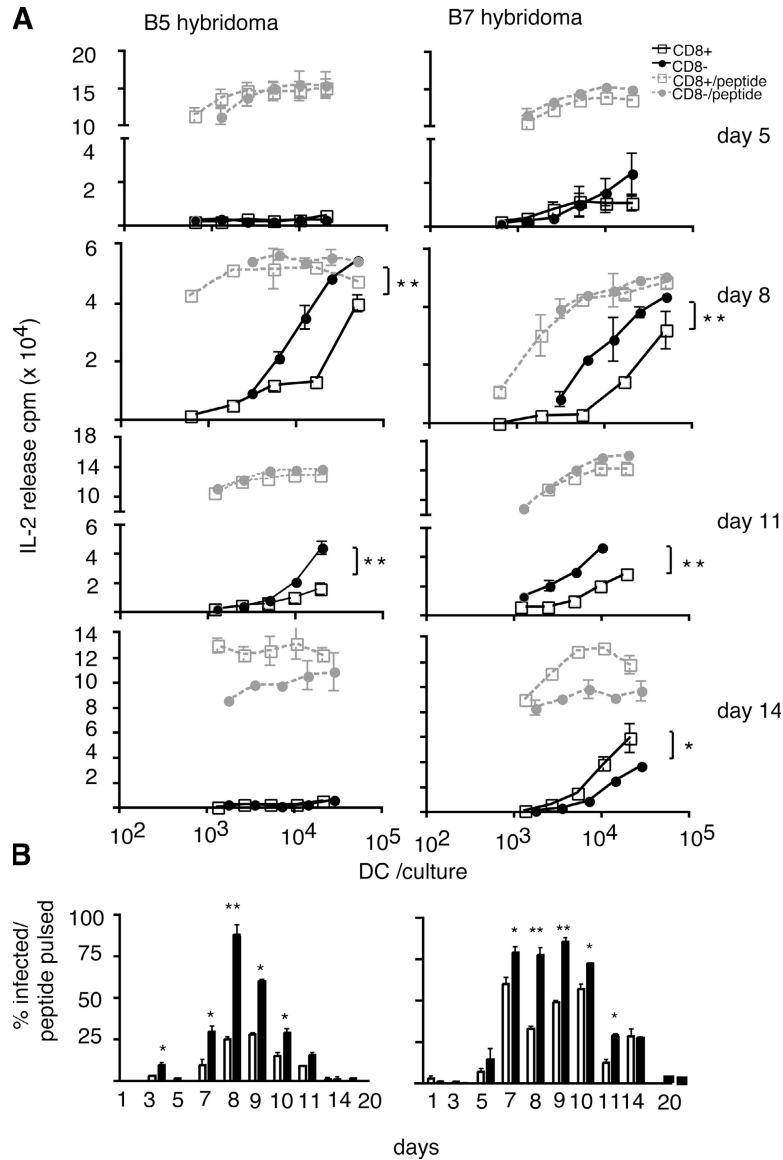 A
B5 hybridoma
B7 hybridoma
CD8+
CD8-
CD8+/peptide
CD8-/peptide
IL-2 release cpm (x 10⁴)
20
15
10
4
2
day 5
6
4
2
**
**
day 8
18
14
10
6
4
2
**
**
day 11
14
12
10
8
6
4
2
*
day 14
10² 10³ 10⁴ 10⁵ 10² 10³ 10⁴ 10⁵
DC /culture
B
% infected/
peptide pulsed
100
75
50
25
* * ** * *
* ** ** * *
1 3 5 7 8 9 10 11 14 20
1 3 5 7 8 9 10 11 14 20
days